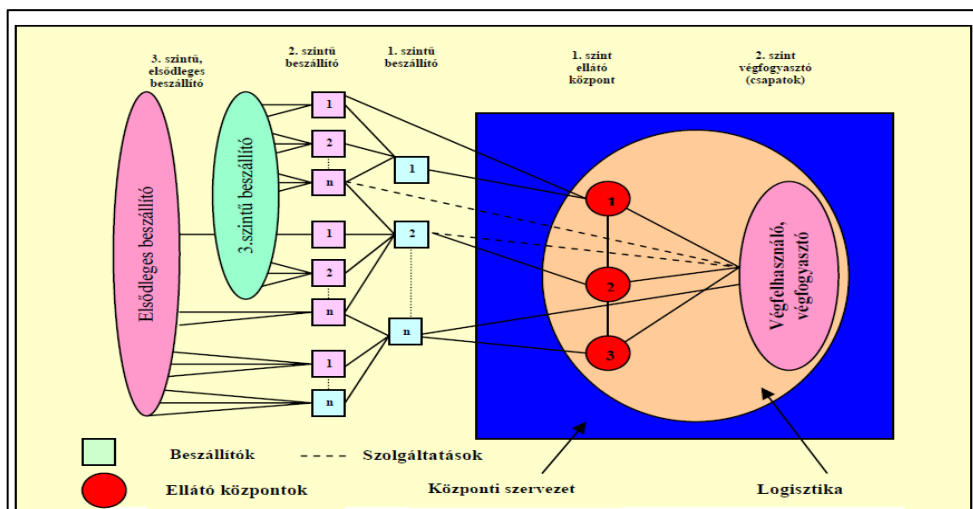 3. szintű,
elsődleges
beszállító
2. szintű
beszállító
1. szintű
beszállító
1. szint
ellátó
központ
2. szint
végfogyasztó
(csapatok)
Elsődleges beszállító
3.szintű beszállító
1
2
n
1
2
n
1
n
1
2
n
1
2
3
Végfelhasználó,
végfogyasztó
Beszállítók
Szolgáltatások
Ellátó központok
Központi szervezet
Logisztika